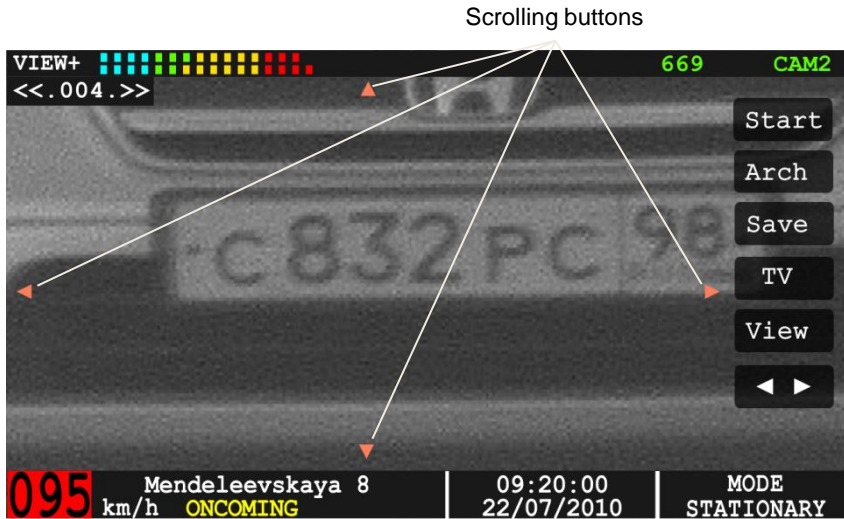 Scrolling buttons
VIEW+ 669 CAM2
<<.004.>>
Start
Arch
Save
TV
View
С832РС 98
095 km/h
Mendeleevskaya 8
ONCOMING
09:20:00
22/07/2010
MODE
STATIONARY